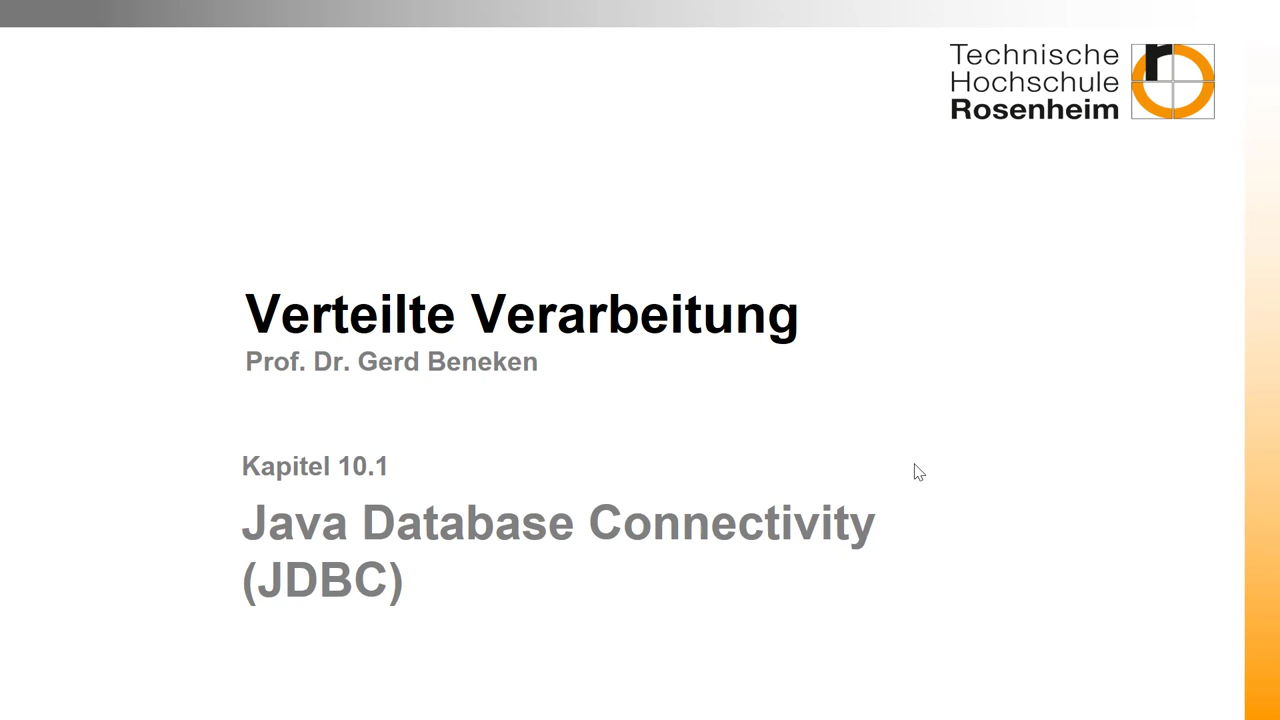 Technische
Hochschule
Rosenheim
Verteilte Verarbeitung
Prof. Dr. Gerd Beneken
Kapitel 10.1
Java Database Connectivity
(JDBC)